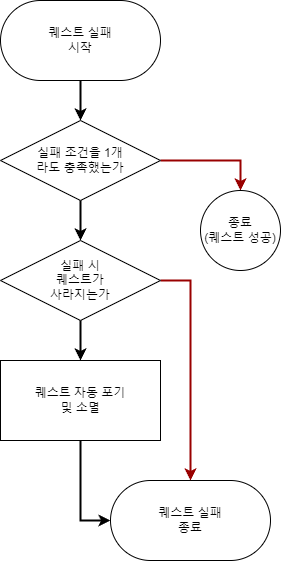 퀘스트 실패
시작
실패 조건을 1개
라도 충족했는가
종료
(퀘스트 성공)
실패 시
퀘스트가
사라지는가
퀘스트 자동 포기
및 소멸
퀘스트 실패
종료